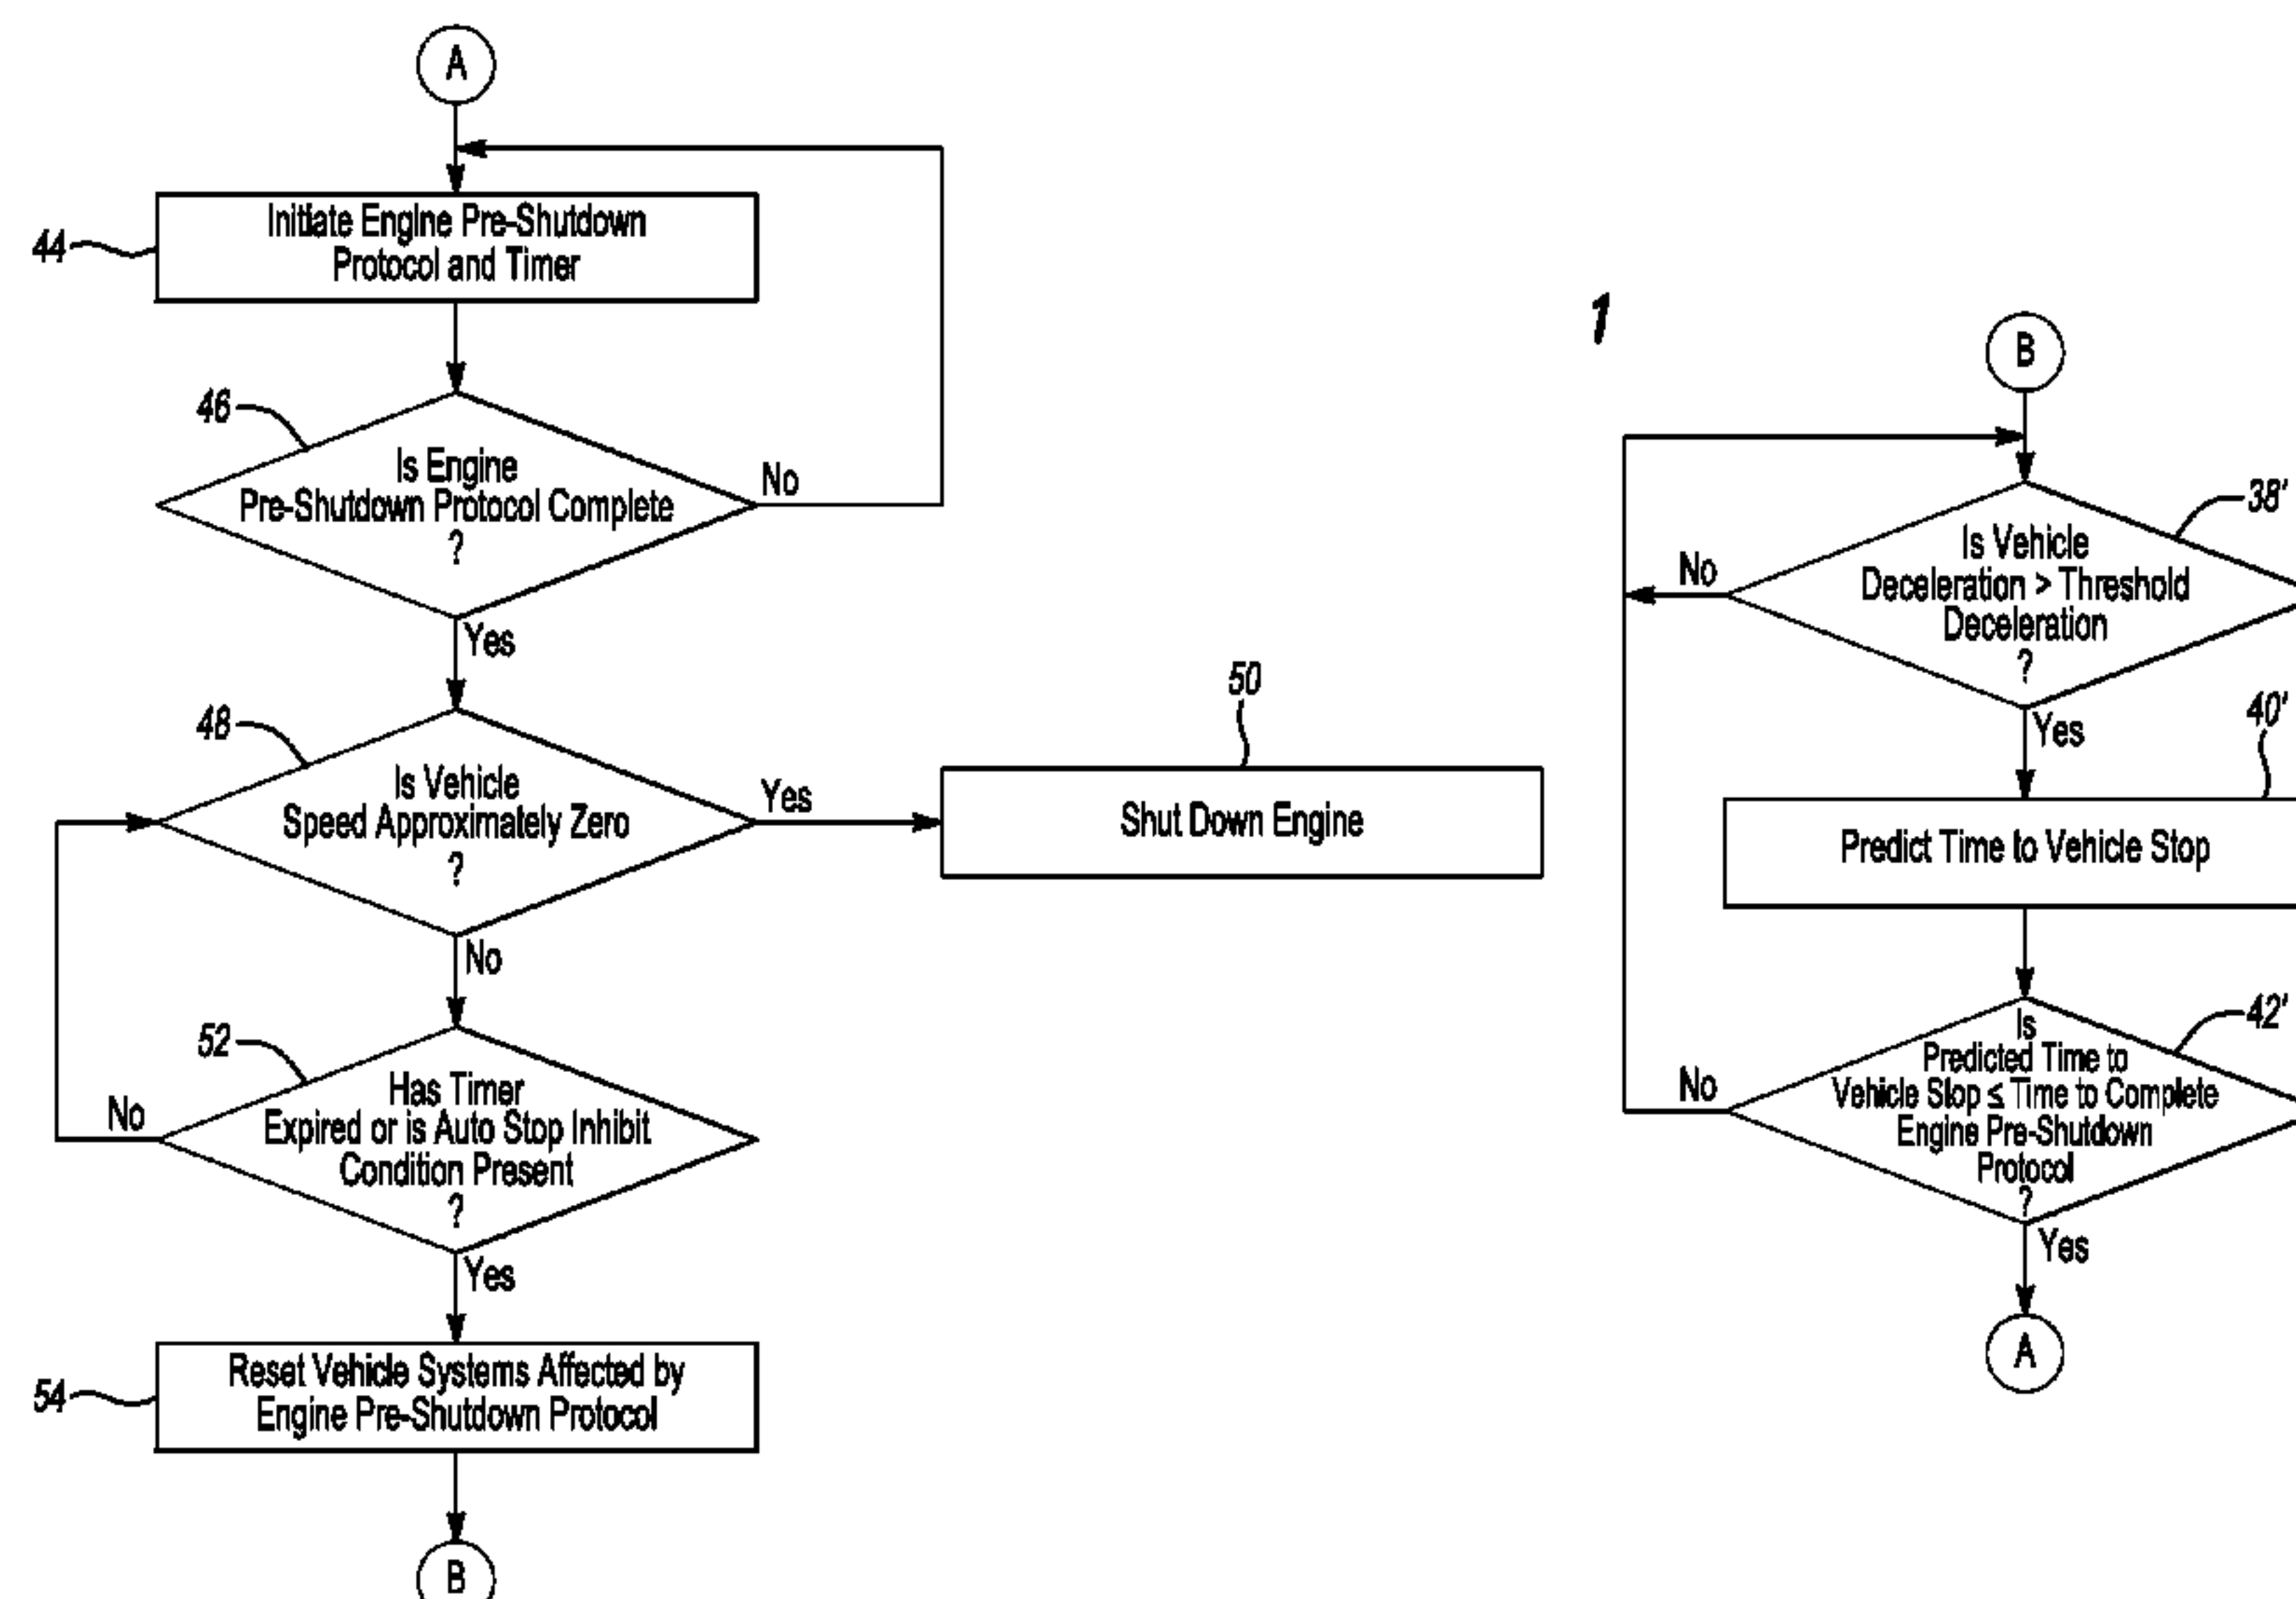 A
44
Initiate Engine Pre-Shutdown
Protocol and Timer
46
Is Engine
Pre-Shutdown Protocol Complete
?
No
Yes
48
Is Vehicle
Speed Approximately Zero
?
Yes
50
Shut Down Engine
No
52
Has Timer
Expired or is Auto Stop Inhibit
Condition Present
?
No
Yes
54
Reset Vehicle Systems Affected by
Engine Pre-Shutdown Protocol
B
1
B
38'
Is Vehicle
Deceleration > Threshold
Deceleration
?
No
Yes
40'
Predict Time to Vehicle Stop
42'
Is
Predicted Time to
Vehicle Stop ≤ Time to Complete
Engine Pre-Shutdown
Protocol
?
No
Yes
A